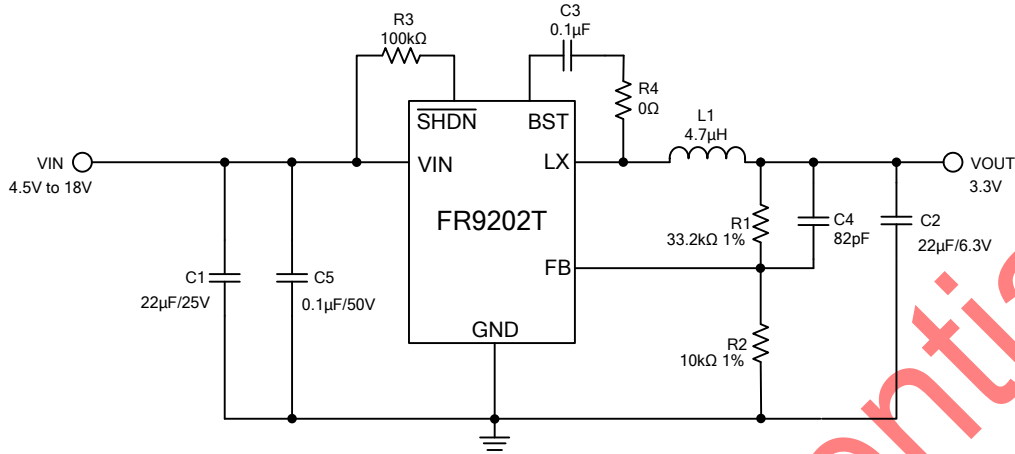 R3
100kΩ
C3
0.1μF
R4
0Ω
L1
4.7μH
SHDN
BST
VIN
4.5V to 18V
VIN
LX
VOUT
3.3V
FR9202T
R1
33.2kΩ 1%
C4
82pF
C2
22μF/6.3V
FB
C1
22μF/25V
C5
0.1μF/50V
GND
R2
10kΩ 1%